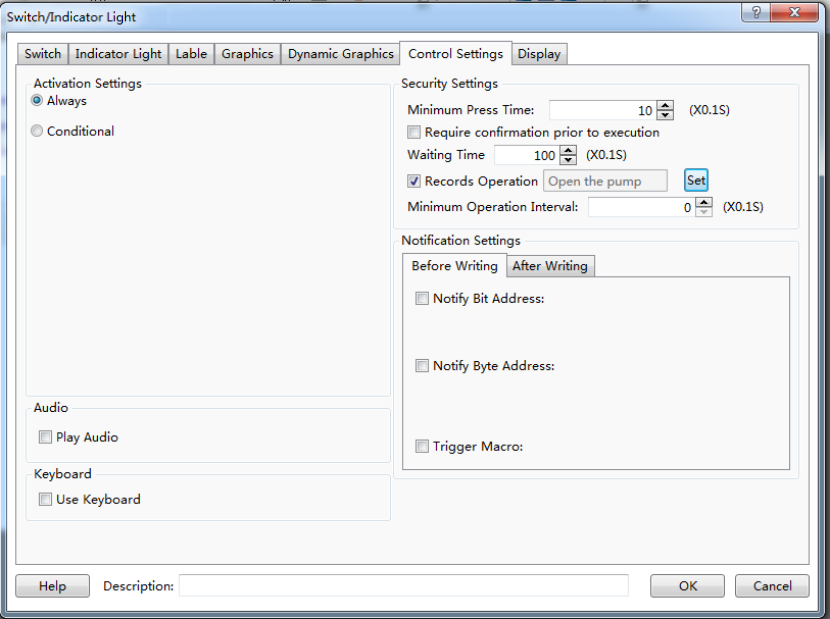 Switch/Indicator Light
?
Switch Indicator Light Lable Graphics Dynamic Graphics Control Settings Display
Activation Settings
Always
Conditional
Security Settings
Minimum Press Time: 10 (X0.1S)
Require confirmation prior to execution
Waiting Time 100 (X0.1S)
Records Operation Open the pump Set
Minimum Operation Interval: 0 (X0.1S)
Notification Settings
Before Writing After Writing
Notify Bit Address:
Notify Byte Address:
Trigger Macro:
Audio
Play Audio
Keyboard
Use Keyboard
Help Description: OK Cancel